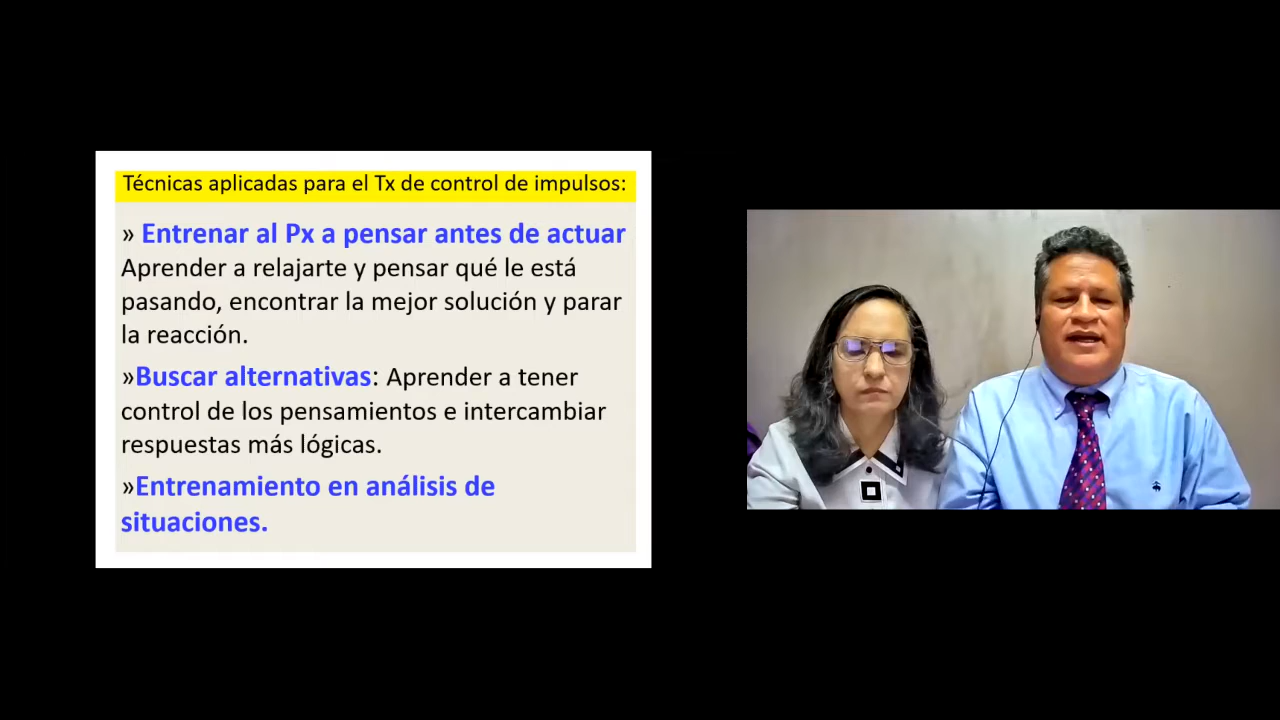 Técnicas aplicadas para el Tx de control de impulsos:
» Entrenar al Px a pensar antes de actuar
Aprender a relajarte y pensar qué le está
pasando, encontrar la mejor solución y parar
la reacción.
»Buscar alternativas: Aprender a tener
control de los pensamientos e intercambiar
respuestas más lógicas.
»Entrenamiento en análisis de
situaciones.